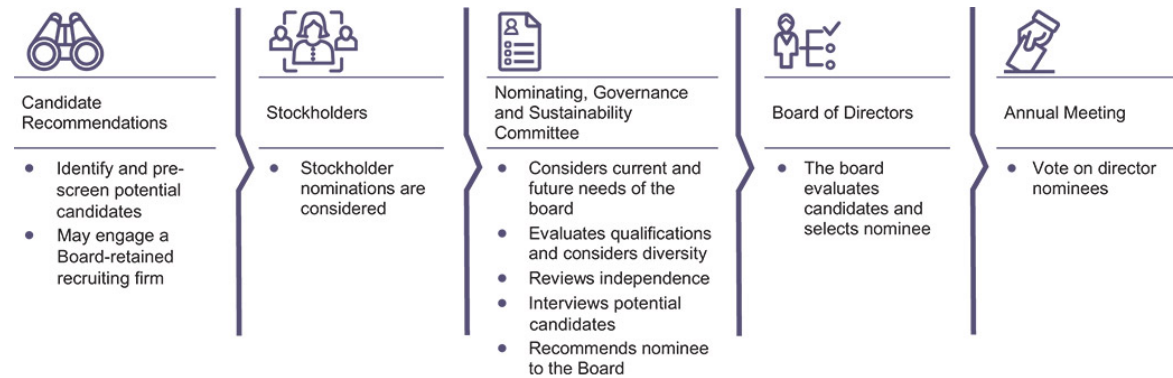 Candidate
Recommendations
• Identify and pre-
screen potential
candidates
• May engage a
Board-retained
recruiting firm
Stockholders
• Stockholder
nominations are
considered
Nominating, Governance
and Sustainability
Committee
• Considers current and
future needs of the
board
• Evaluates qualifications
and considers diversity
• Reviews independence
• Interviews potential
candidates
• Recommends nominee
to the Board
Board of Directors
• The board
evaluates
candidates and
selects nominee
Annual Meeting
• Vote on director
nominees